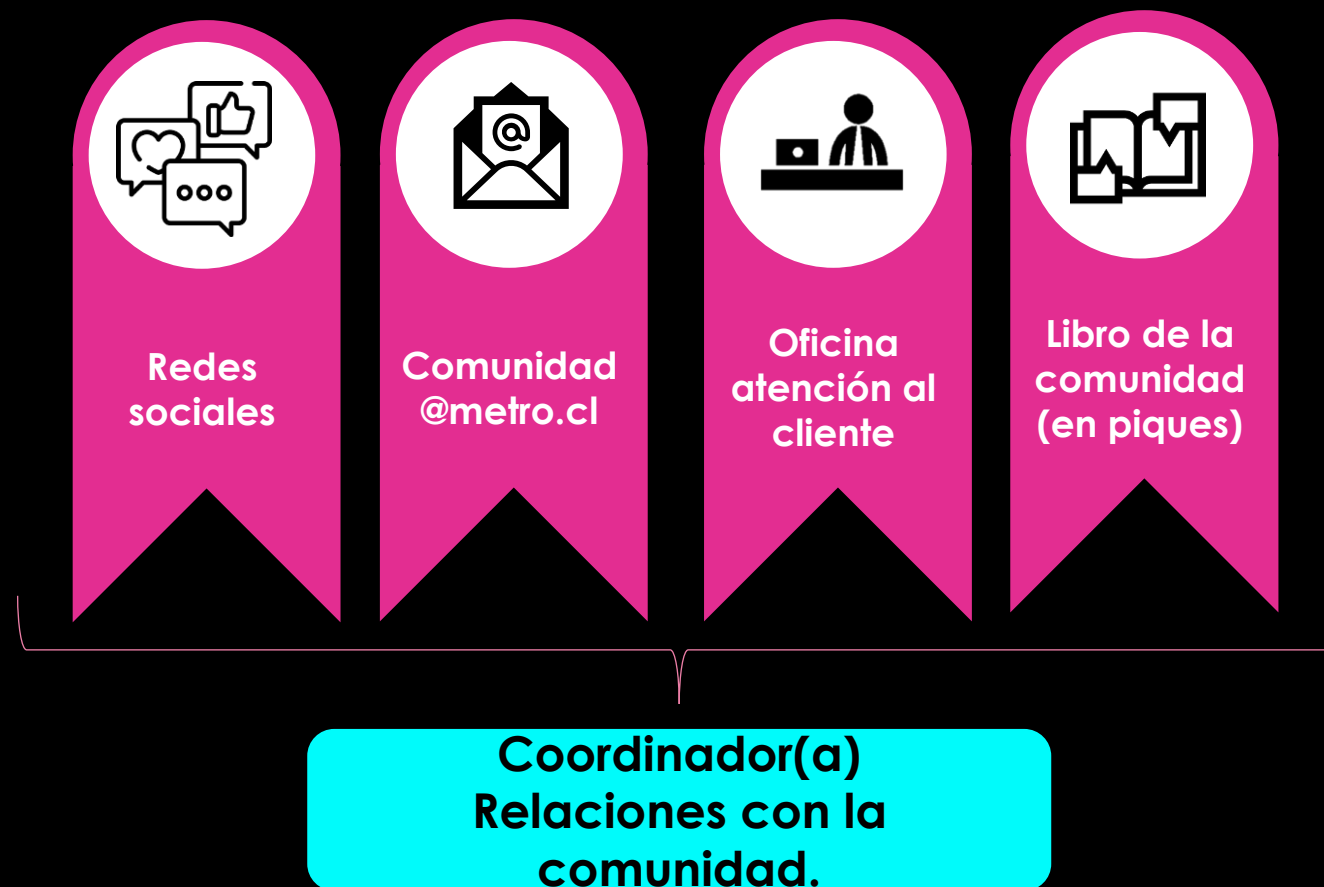 Redes
sociales
Comunidad
@metro.cl
Oficina
atención al
cliente
Libro de la
comunidad
(en piques)
Coordinador(a)
Relaciones con la
comunidad.